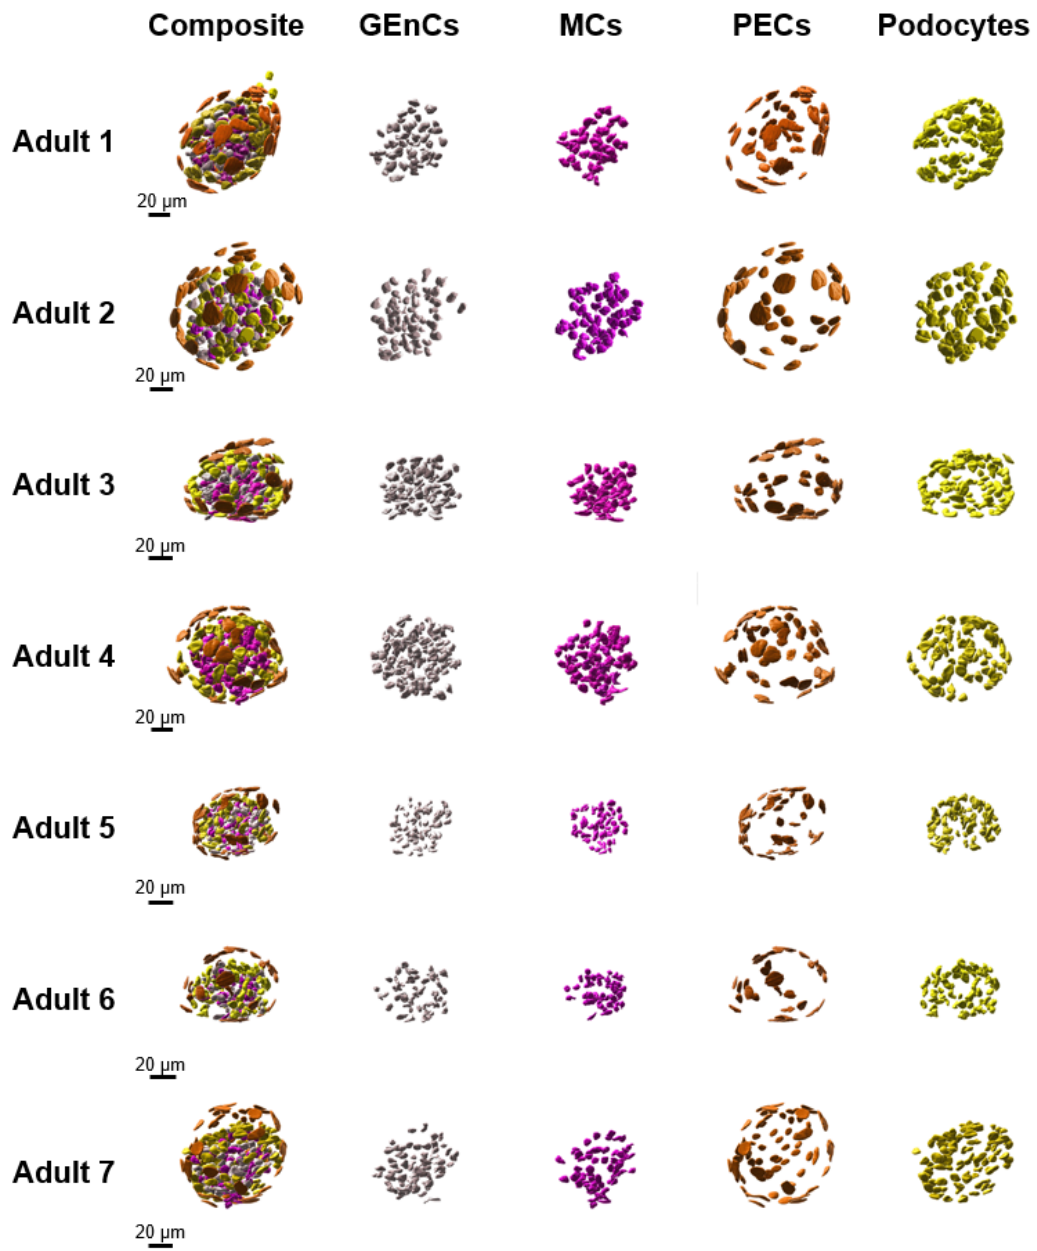 Composite GEnCs MCs PECs Podocytes
Adult 1
20 µm
Adult 2
20 µm
Adult 3
20 µm
Adult 4
20 µm
Adult 5
20 µm
Adult 6
20 µm
Adult 7
20 µm